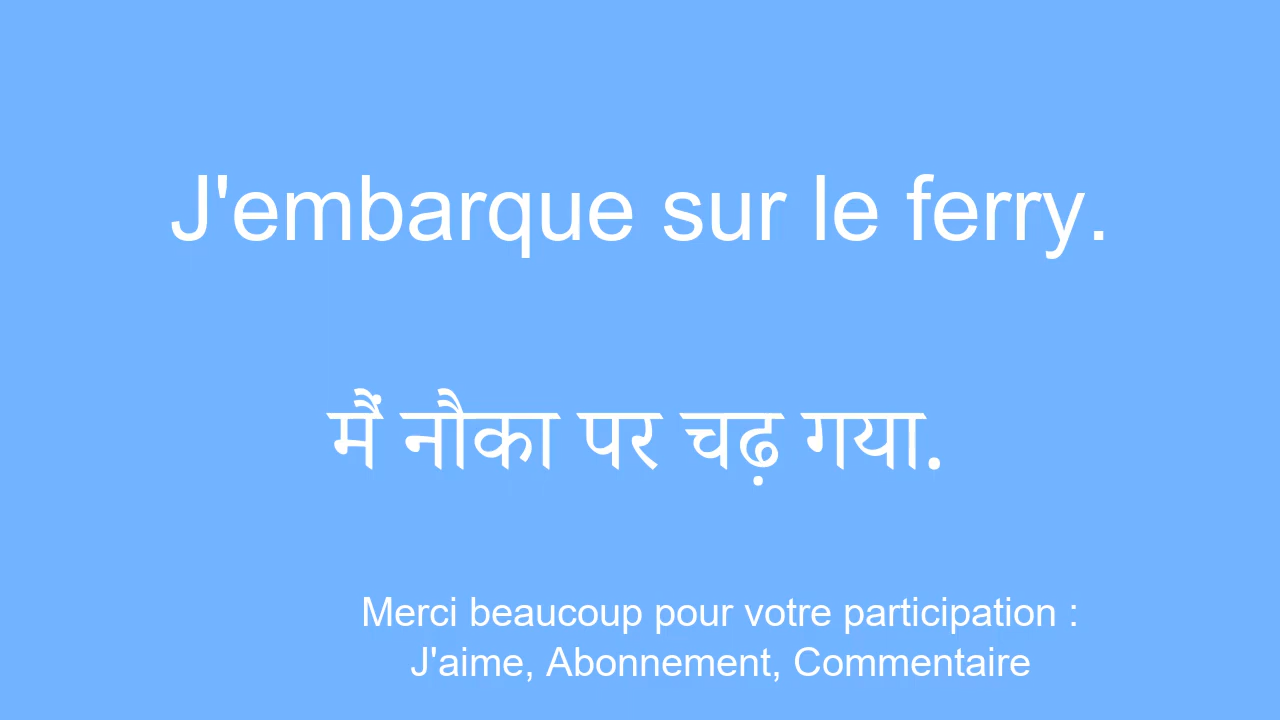 J'embarque sur le ferry.
मैं नौका पर चढ़ गया.
Merci beaucoup pour votre participation :
J'aime, Abonnement, Commentaire